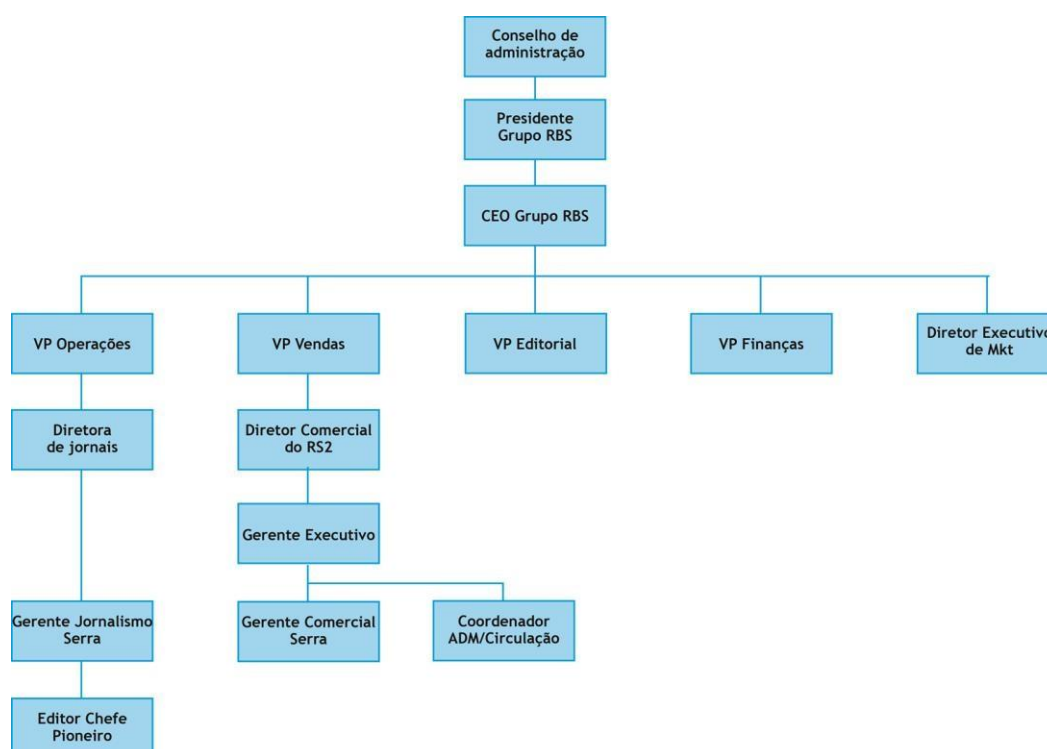 Conselho de
administração
Presidente
Grupo RBS
CEO Grupo RBS
VP Operações
VP Vendas
VP Editorial
VP Finanças
Diretor Executivo
de Mkt
Diretora
de jornais
Diretor Comercial
do RS2
Gerente Executivo
Gerente Jornalismo
Serra
Gerente Comercial
Serra
Coordenador
ADM/Circulação
Editor Chefe
Pioneiro